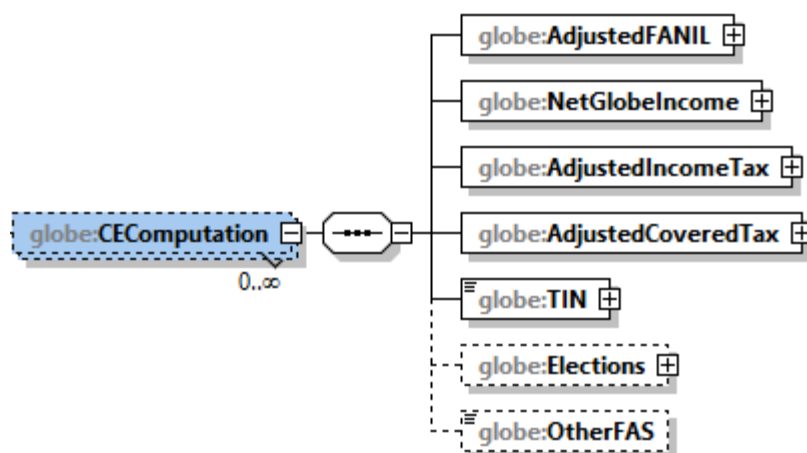 globe:AdjustedFANIL
globe:NetGlobeIncome
globe:AdjustedIncomeTax
globe:CEComputation
0..∞
globe:AdjustedCoveredTax
globe:TIN
globe:Elections
globe:OtherFAS